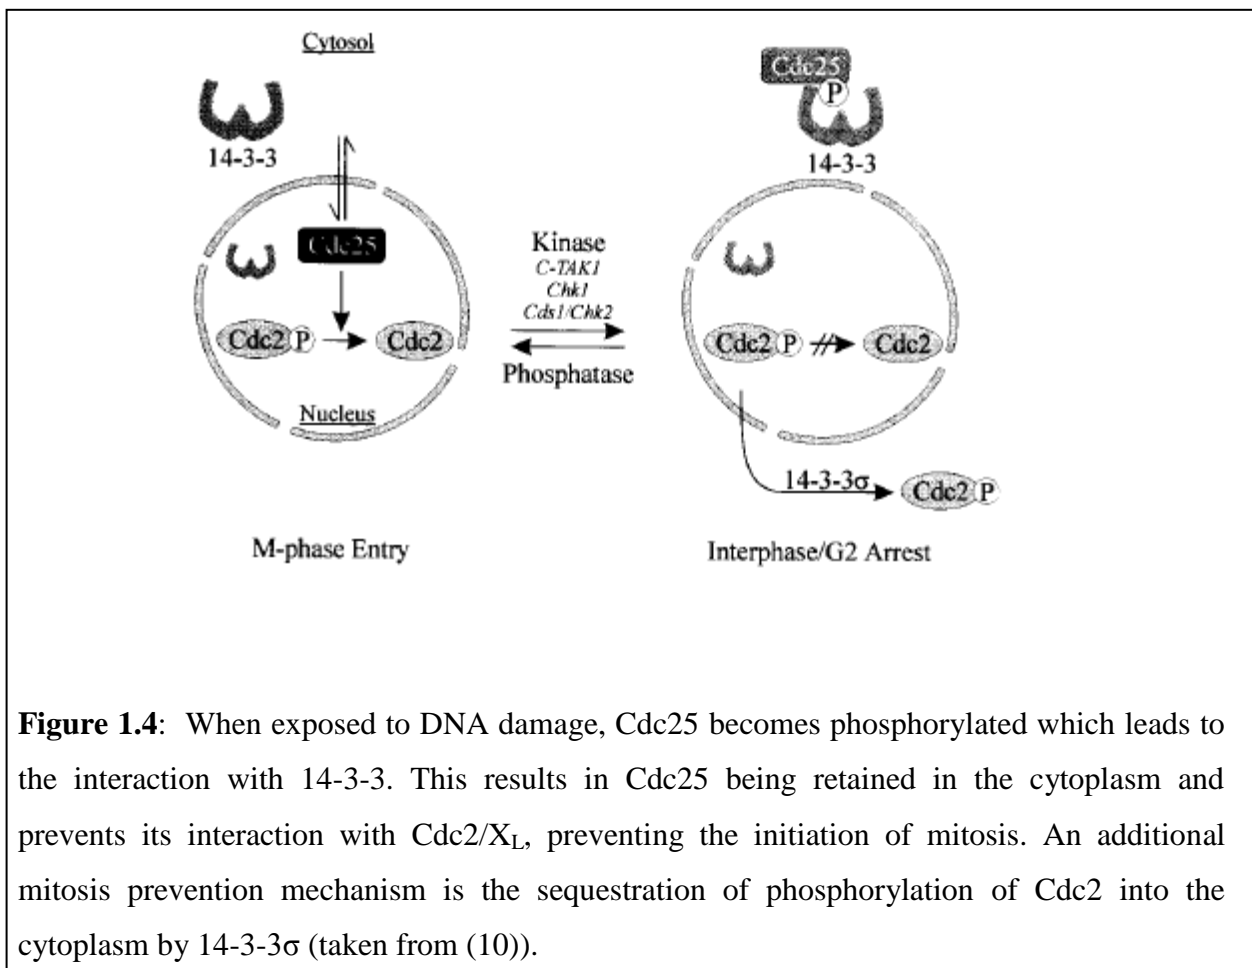 Cytosol
14-3-3
Cdc25
Cdc2 P
Cdc2
Nucleus
M-phase Entry
Kinase
C-TAK1
Chk1
Cds1/Chk2
Phosphatase
Cdc25
P
14-3-3
Cdc2 P
Cdc2
14-3-3σ
Cdc2 P
Interphase/G2 Arrest
Figure 1.4: When exposed to DNA damage, Cdc25 becomes phosphorylated which leads to
the interaction with 14-3-3. This results in Cdc25 being retained in the cytoplasm and
prevents its interaction with Cdc2/XL, preventing the initiation of mitosis. An additional
mitosis prevention mechanism is the sequestration of phosphorylation of Cdc2 into the
cytoplasm by 14-3-3σ (taken from (10)).